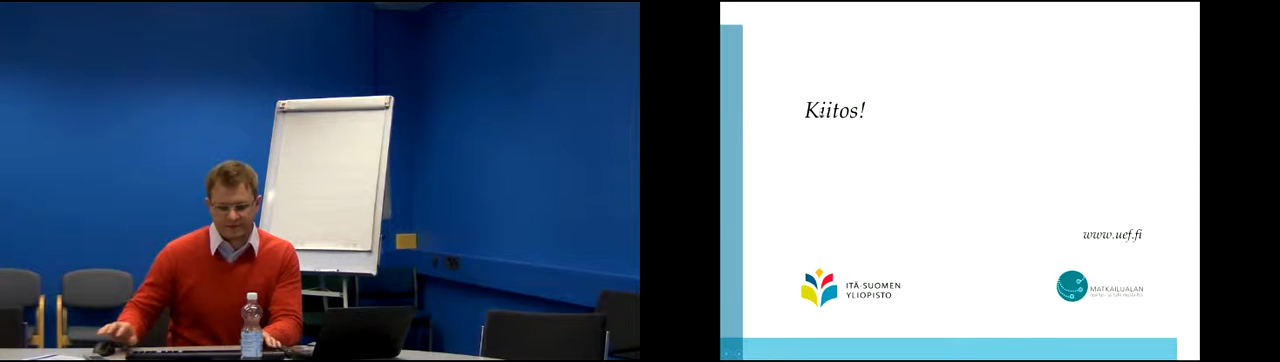 Kiitos!
www.uef.fi
ITÄ-SUOMEN
YLIOPISTO
MATKAILUALAN